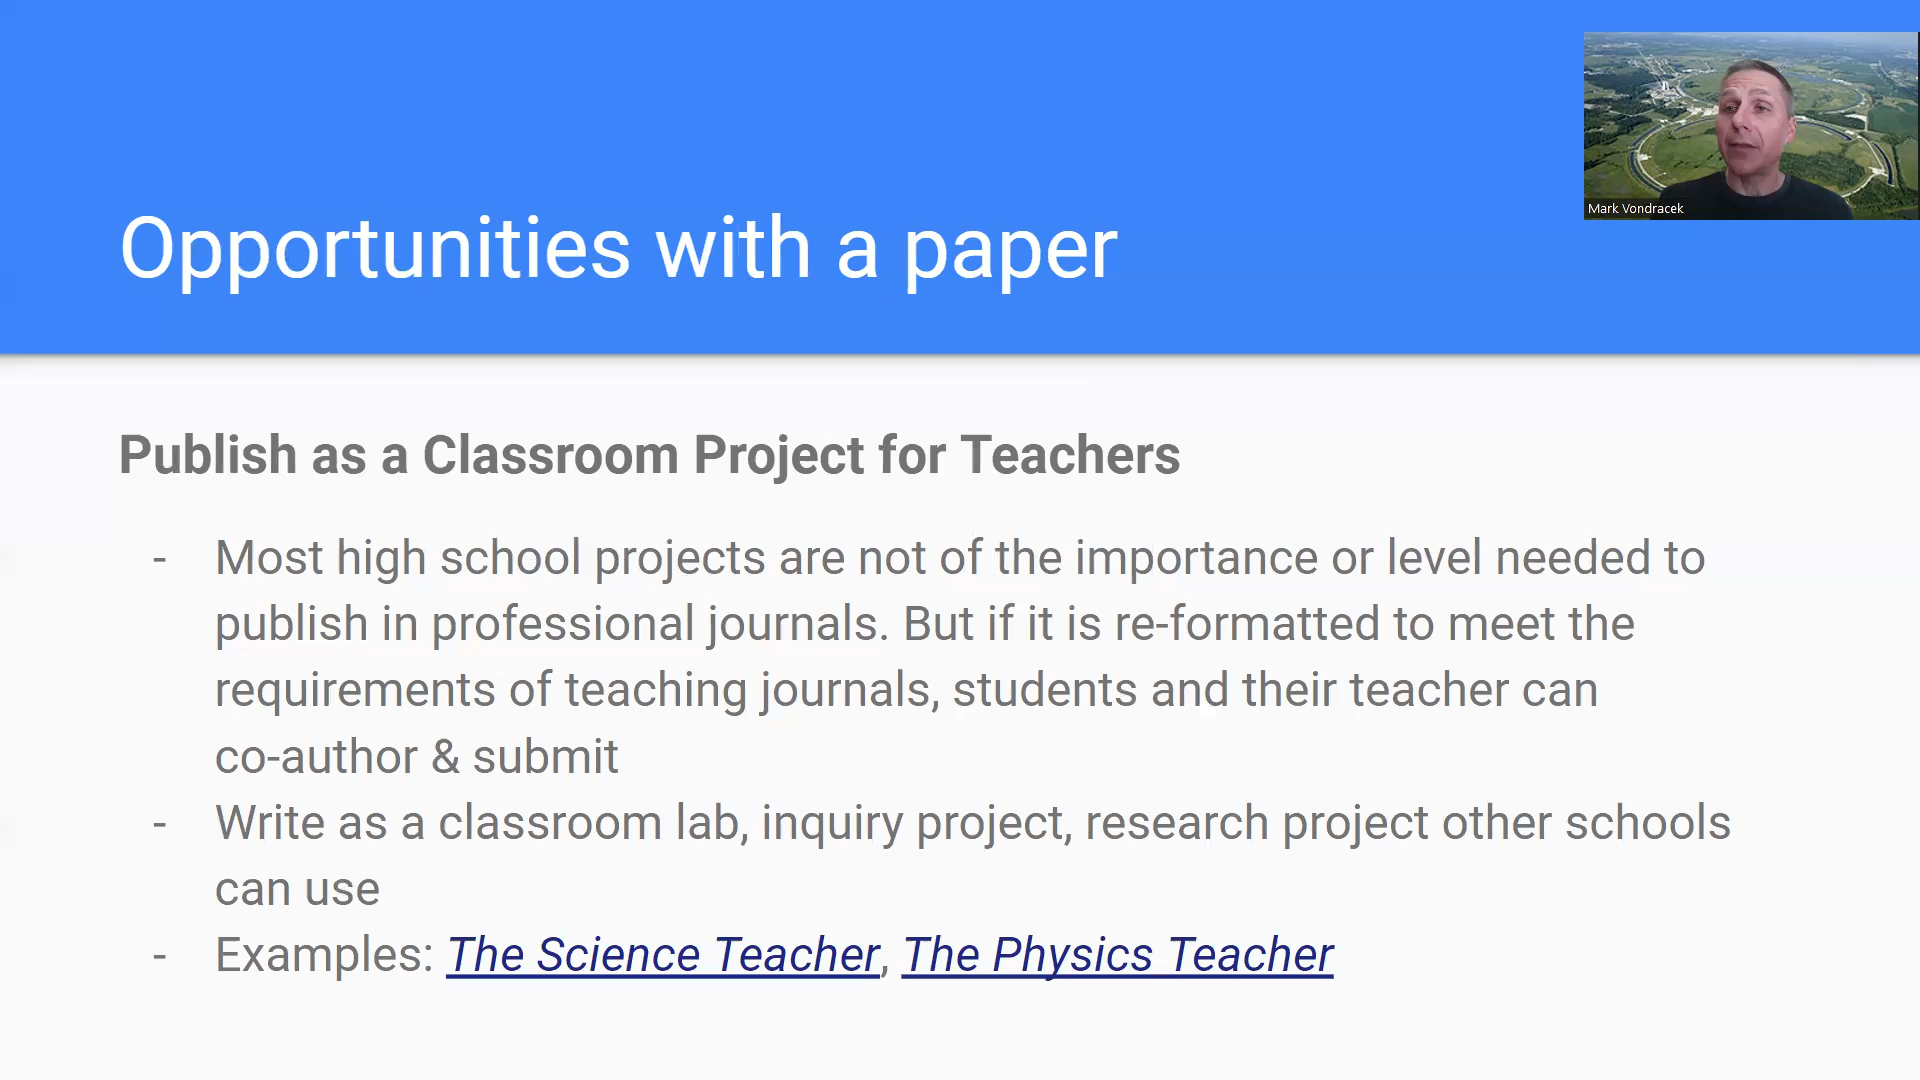 Mark Vondracek
Opportunities with a paper
Publish as a Classroom Project for Teachers
- Most high school projects are not of the importance or level needed to
publish in professional journals. But if it is re-formatted to meet the
requirements of teaching journals, students and their teacher can
co-author & submit
- Write as a classroom lab, inquiry project, research project other schools
can use
- Examples: The Science Teacher, The Physics Teacher